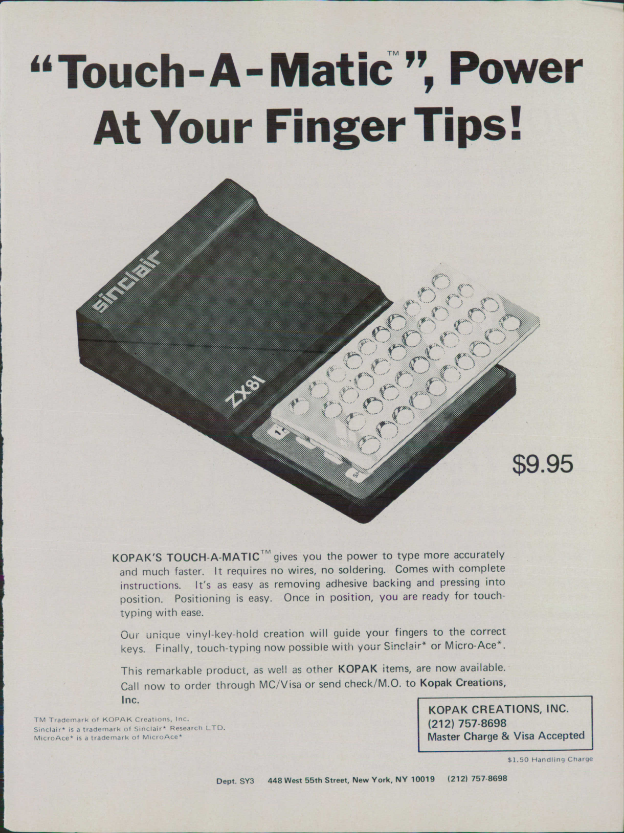 “Touch-A-Matic™”, Power
At Your Finger Tips!
sinclair
ZX81
$9.95
KOPAK'S TOUCH-A-MATIC™ gives you the power to type more accurately
and much faster. It requires no wires, no soldering. Comes with complete
instructions. It's as easy as removing adhesive backing and pressing into
position. Positioning is easy. Once in position, you are ready for touch-
typing with ease.
Our unique vinyl-key-hold creation will guide your fingers to the correct
keys. Finally, touch-typing now possible with your Sinclair* or Micro-Ace*.
This remarkable product, as well as other KOPAK items, are now available.
Call now to order through MC/Visa or send check/M.O. to Kopak Creations,
Inc.
TM Trademark of KOPAK Creations, Inc.
Sinclair* is a trademark of Sinclair* Research LTD.
MicroAce* is a trademark of MicroAce*
KOPAK CREATIONS, INC.
(212) 757-8698
Master Charge & Visa Accepted
$1.50 Handling Charge
Dept. SY3 448 West 55th Street, New York, NY 10019 (212) 757-8698